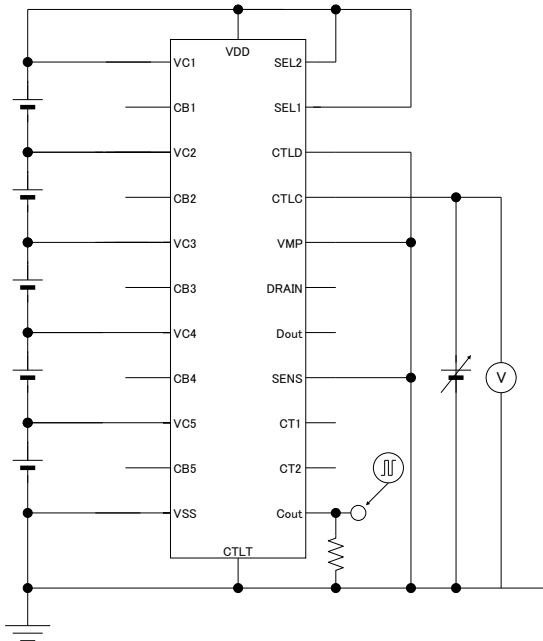 VDD
VC1
SEL2
CB1
SEL1
VC2
CTLD
CB2
CTLC
VC3
VMP
CB3
DRAIN
VC4
Dout
CB4
SENS
V
VC5
CT1
CB5
CT2
VSS
Cout
CTLT